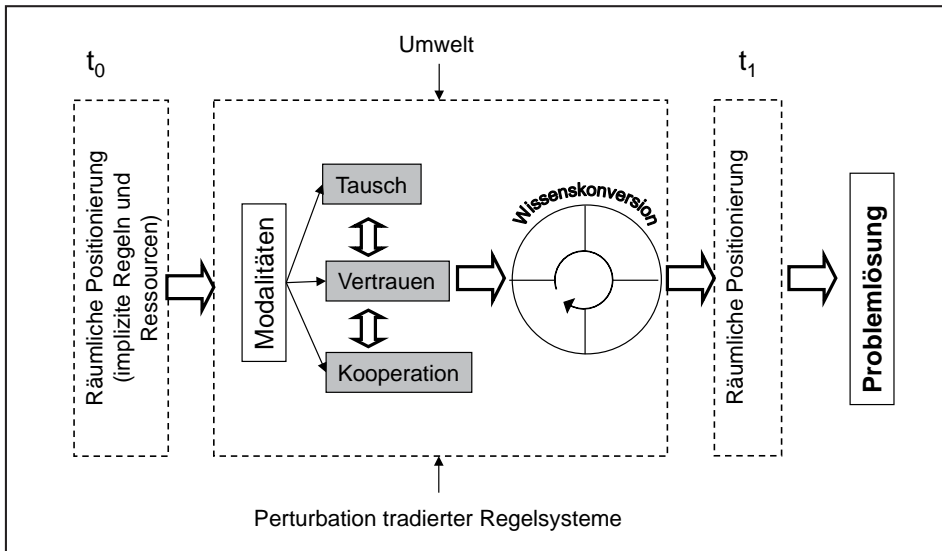 Umwelt
t0
t1
Räumliche Positionierung
(implizite Regeln und
Ressourcen)
Modalitäten
Tausch
Vertrauen
Kooperation
Wissenskonversion
Räumliche Positionierung
Problemlösung
Perturbation tradierter Regelsysteme